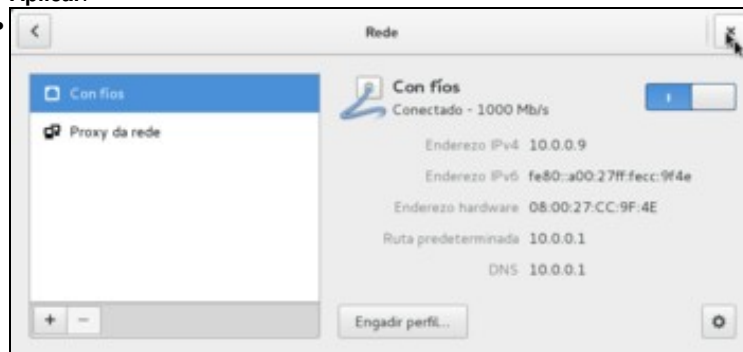 Rede
Con fíos
Proxy da rede
Con fíos
Conectado - 1000 Mb/s
Enderezo IPv4 10.0.0.9
Enderezo IPv6 fe80::a00:27ff:fecc:9f4e
Enderezo hardware 08:00:27:CC:9F:4E
Ruta predeterminada 10.0.0.1
DNS 10.0.0.1
Engadir perfil...